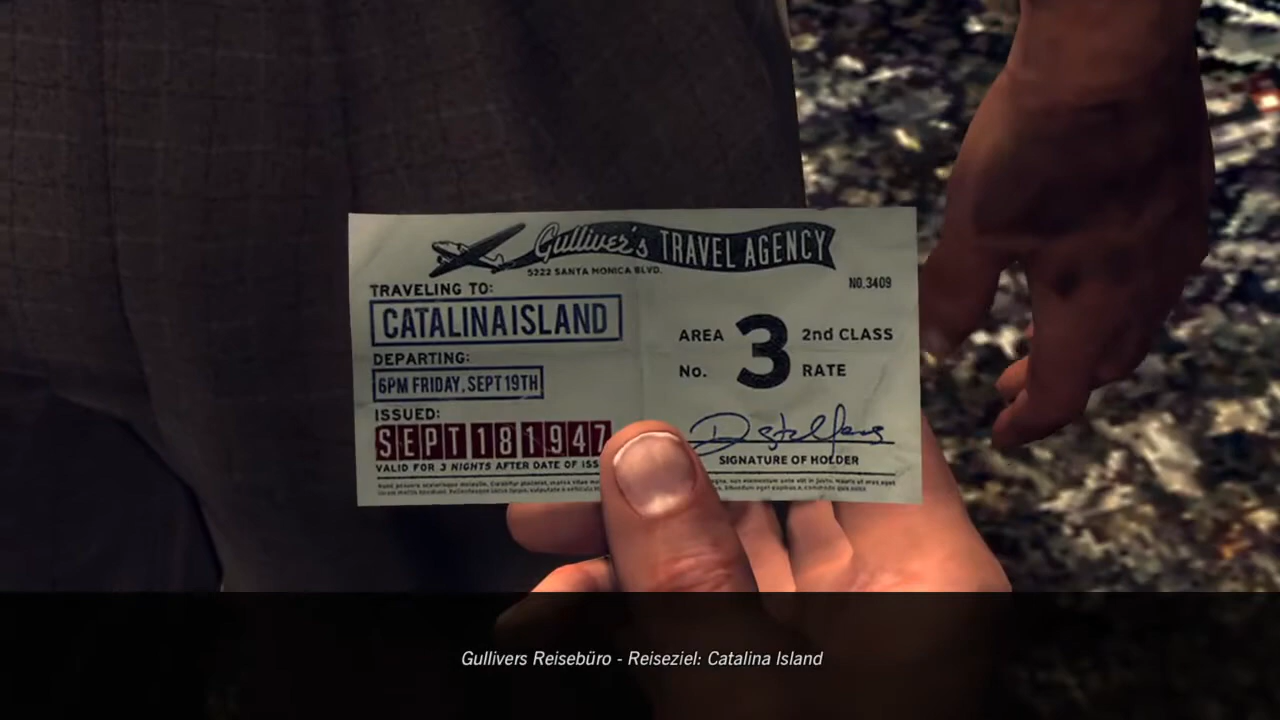 Gulliver's TRAVEL AGENCY
5222 SANTA MONICA BLVD.
NO.3409
TRAVELING TO:
CATALINA ISLAND
DEPARTING:
6PM FRIDAY, SEPT 19TH
ISSUED:
SEPT 18 1947
VALID FOR 3 NIGHTS AFTER DATE OF ISS
AREA 3 2nd CLASS
No. RATE
SIGNATURE OF HOLDER
Gullivers Reisebüro - Reiseziel: Catalina Island